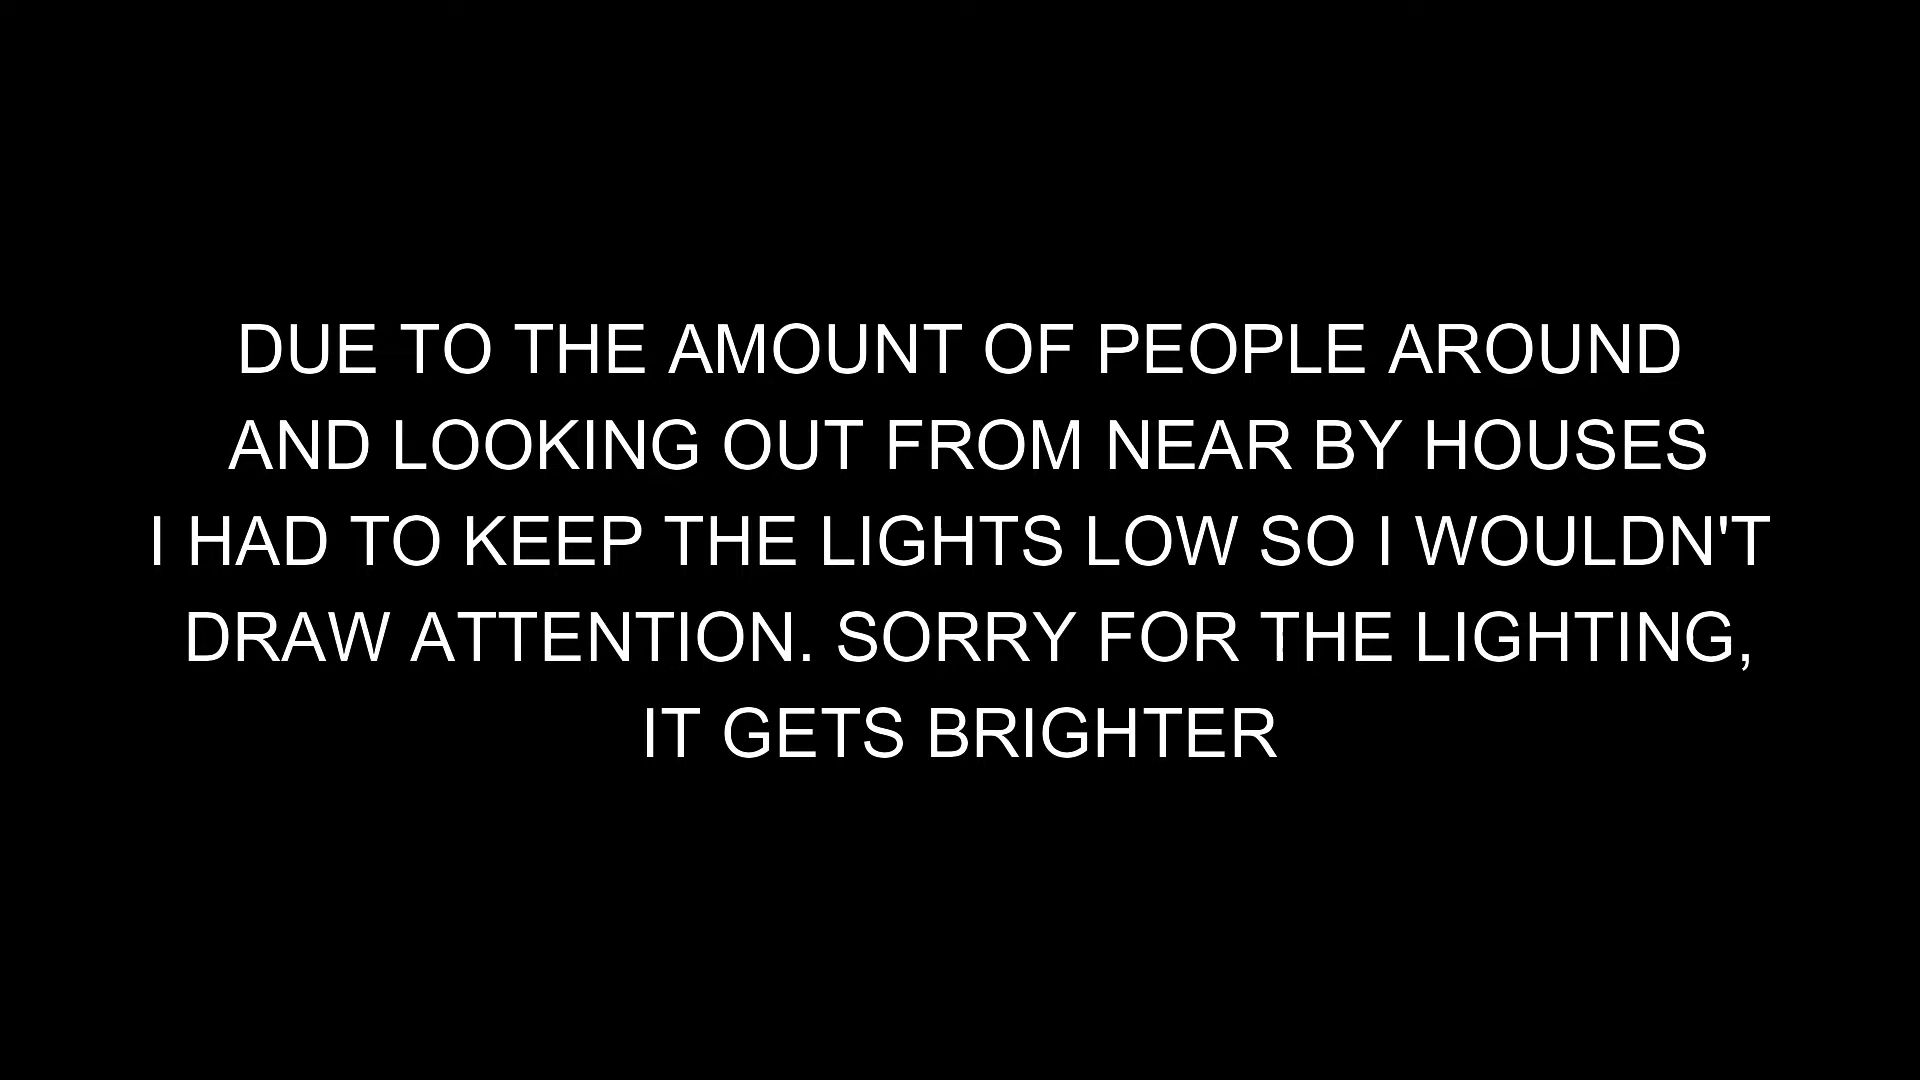 DUE TO THE AMOUNT OF PEOPLE AROUND
AND LOOKING OUT FROM NEAR BY HOUSES
I HAD TO KEEP THE LIGHTS LOW SO I WOULDN'T
DRAW ATTENTION. SORRY FOR THE LIGHTING,
IT GETS BRIGHTER